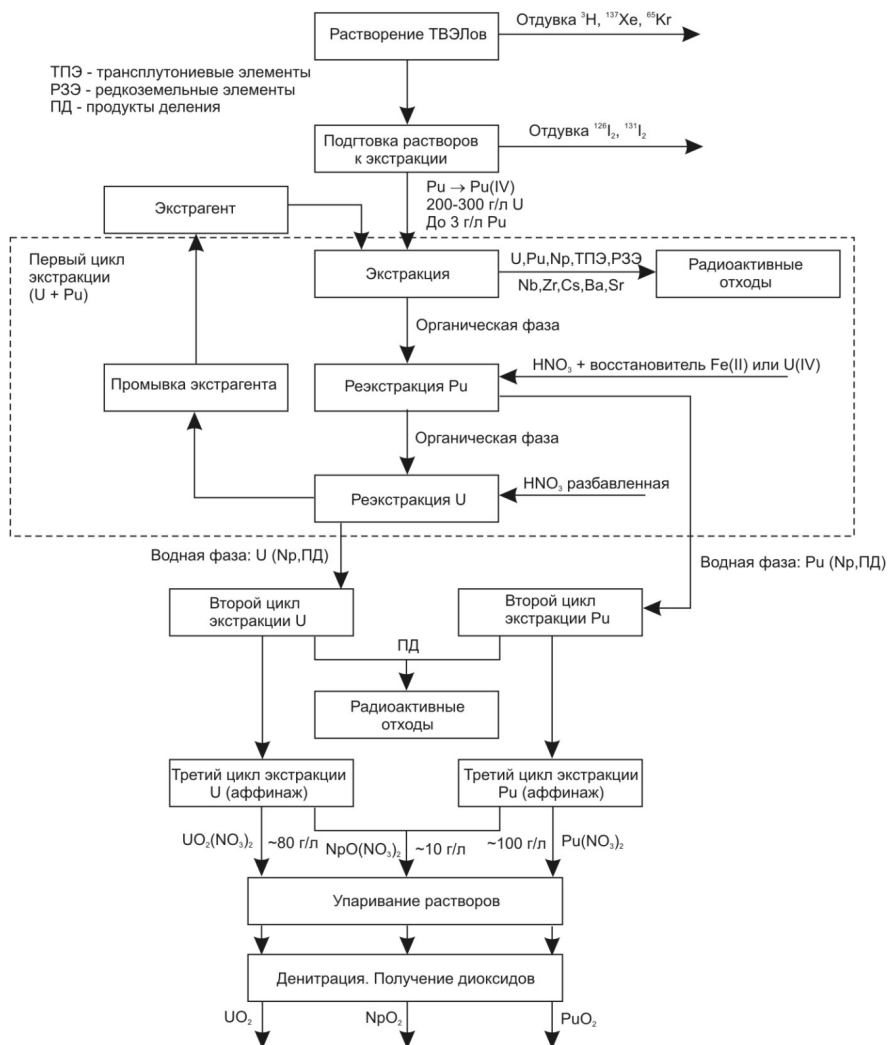 Растворение ТВЭЛов
Отдувка ³H, ¹³⁷Xe, ⁶⁵Kr
ТПЭ - трансплутониевые элементы
РЗЭ - редкоземельные элементы
ПД - продукты деления
Подгтовка растворов
к экстракции
Отдувка ¹²⁶I₂, ¹³¹I₂
Pu → Pu(IV)
200-300 г/л U
До 3 г/л Pu
Экстрагент
Первый цикл
экстракции
(U + Pu)
Экстракция
U,Pu,Np,ТПЭ,РЗЭ
Nb,Zr,Cs,Ba,Sr
Радиоактивные
отходы
Органическая фаза
Промывка экстрагента
Реэкстракция Pu
HNO₃ + восстановитель Fe(II) или U(IV)
Органическая фаза
Реэкстракция U
HNO₃ разбавленная
Водная фаза: U (Np,ПД)
Водная фаза: Pu (Np,ПД)
Второй цикл
экстракции U
Второй цикл
экстракции Pu
ПД
Радиоактивные
отходы
Третий цикл экстракции
U (аффинаж)
Третий цикл экстракции
Pu (аффинаж)
UO₂(NO₃)₂ ~80 г/л
NpO(NO₃)₂ ~10 г/л
~100 г/л Pu(NO₃)₂
Упаривание растворов
Денитрация. Получение диоксидов
UO₂
NpO₂
PuO₂